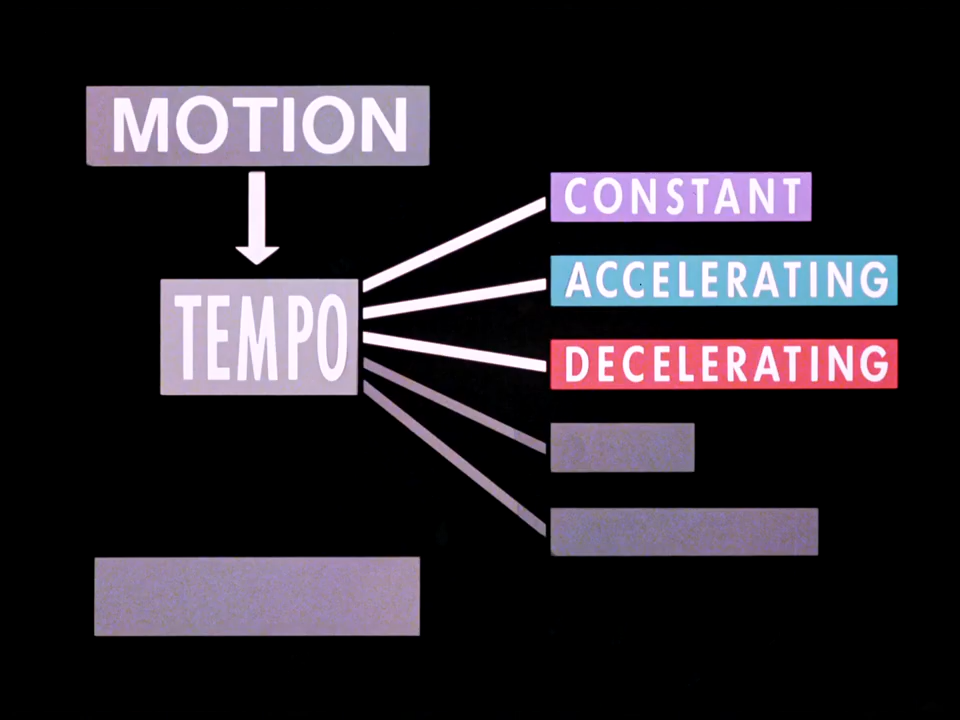 MOTION
TEMPO
CONSTANT
ACCELERATING
DECELERATING